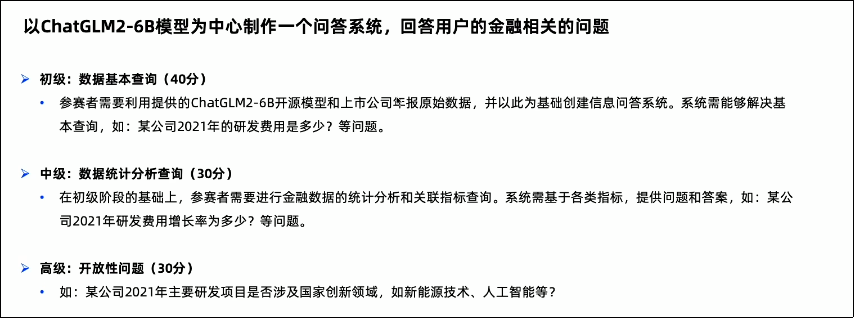 以ChatGLM2-6B模型为中心制作一个问答系统，回答用户的金融相关的问题
➢ 初级：数据基本查询（40分）
• 参赛者需要利用提供的ChatGLM2-6B开源模型和上市公司年报原始数据，并以此为基础创建信息问答系统。系统需能够解决基
本查询，如：某公司2021年的研发费用是多少？等问题。
➢ 中级：数据统计分析查询（30分）
• 在初级阶段的基础上，参赛者需要进行金融数据的统计分析和关联指标查询。系统需基于各类指标，提供问题和答案，如：某公
司2021年研发费用增长率为多少？等问题。
➢ 高级：开放性问题（30分）
• 如：某公司2021年主要研发项目是否涉及国家创新领域，如新能源技术、人工智能等？